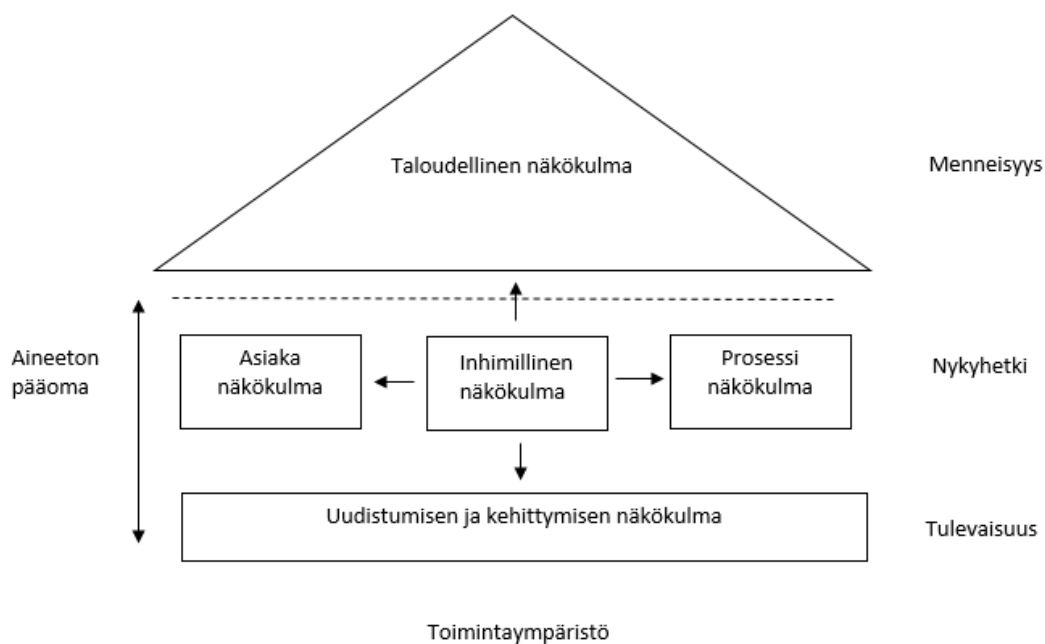 Taloudellinen näkökulma
Menneisyys
Aineeton
pääoma
Asiaka
näkökulma
Inhimillinen
näkökulma
Prosessi
näkökulma
Nykyhetki
Uudistumisen ja kehittymisen näkökulma
Tulevaisuus
Toimintaympäristö